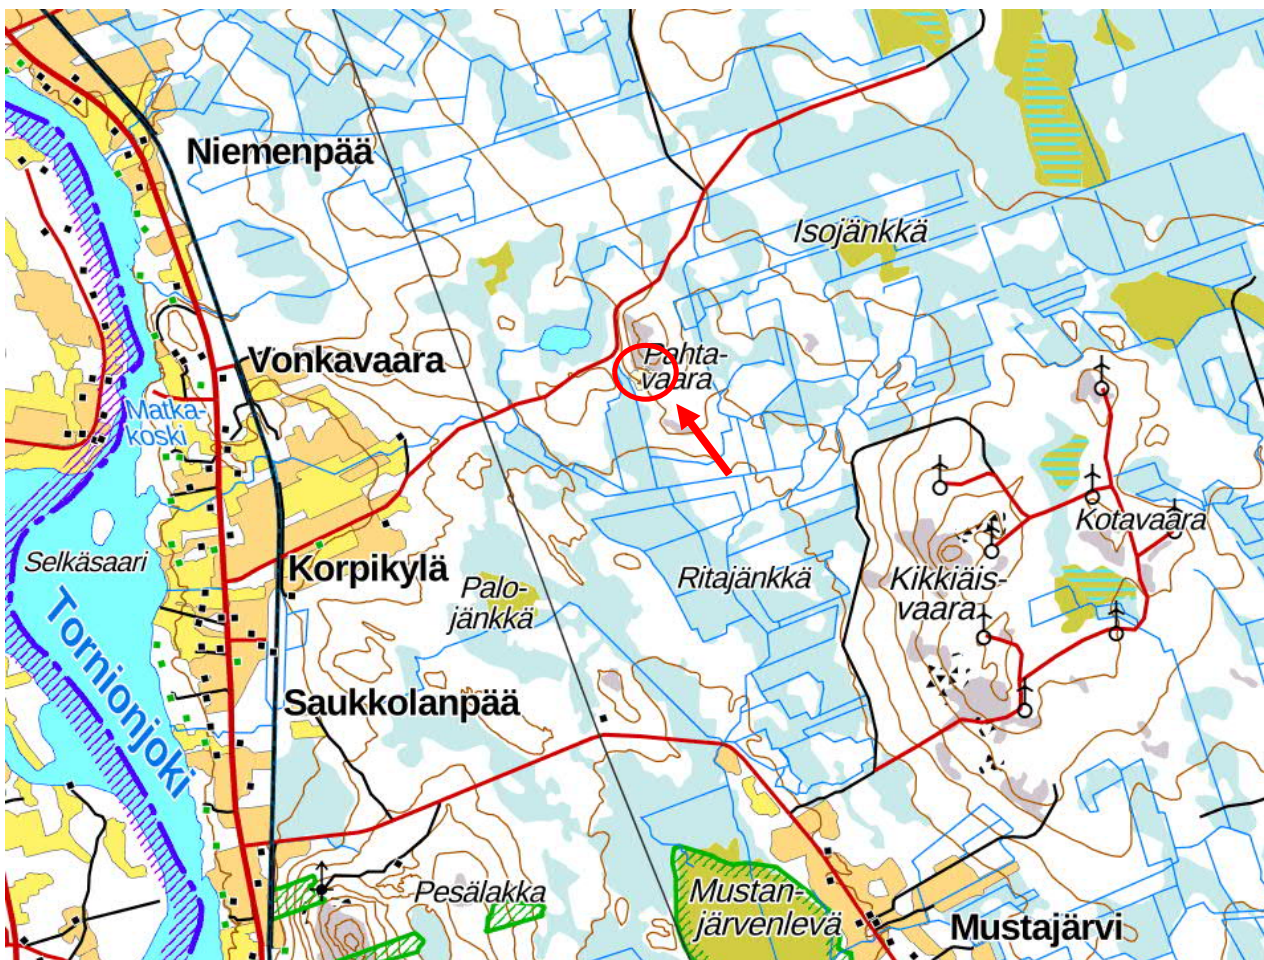 Niemenpää
Isojänkkä
Vonkavaara
Pahta-
vaara
Matka-
koski
Kotavaara
Selkäsaari
Korpikylä
Palo-
jänkkä
Ritajänkkä
Kikkiäis-
vaara
Tornionjoki
Saukkolanpää
Pesälakka
Mustan-
järvenlevä
Mustajärvi